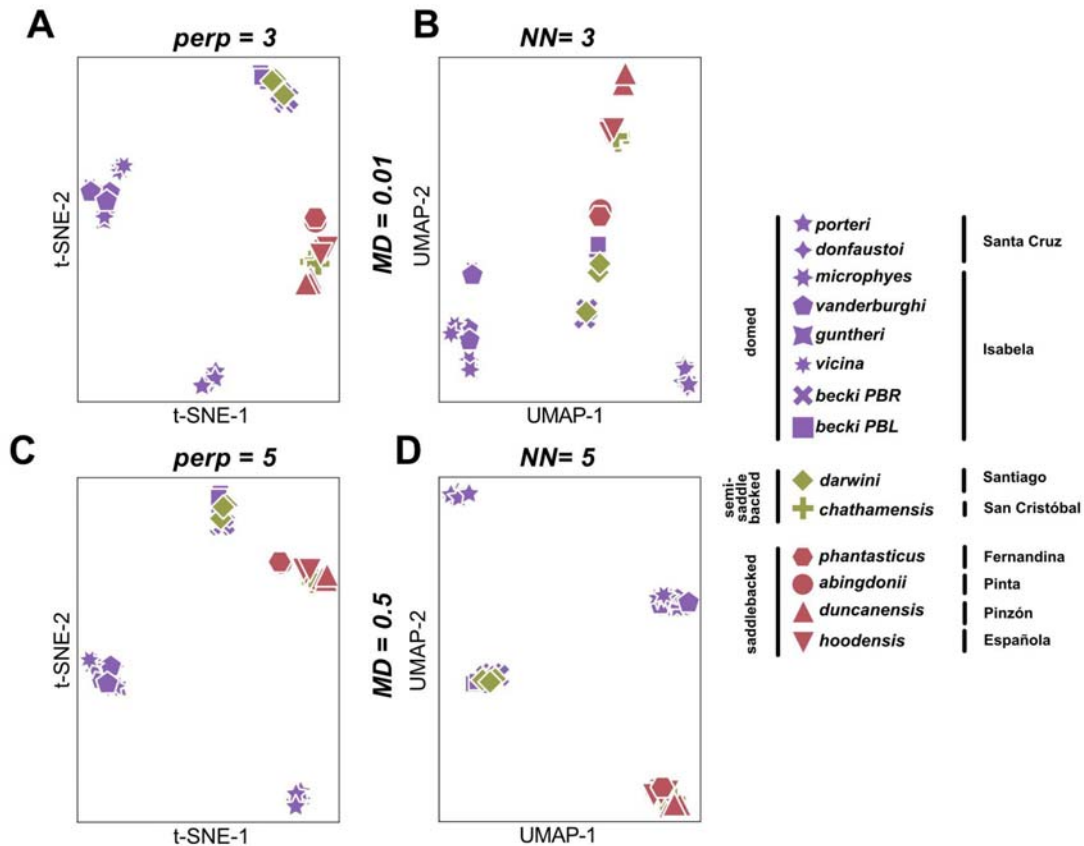 A
perp = 3
B
NN= 3
t-SNE-2
t-SNE-1
MD = 0.01
UMAP-2
UMAP-1
C
perp = 5
D
NN= 5
t-SNE-2
t-SNE-1
MD = 0.5
UMAP-2
UMAP-1
domed
porteri
donfaustoi
microphyes
vanderburghi
guntheri
vicina
becki PBR
becki PBL
Santa Cruz
Isabela
semi-
saddle
backed
darwini
chathamensis
Santiago
San Cristóbal
saddlebacked
phantasticus
abingdonii
duncanensis
hoodensis
Fernandina
Pinta
Pinzón
Española